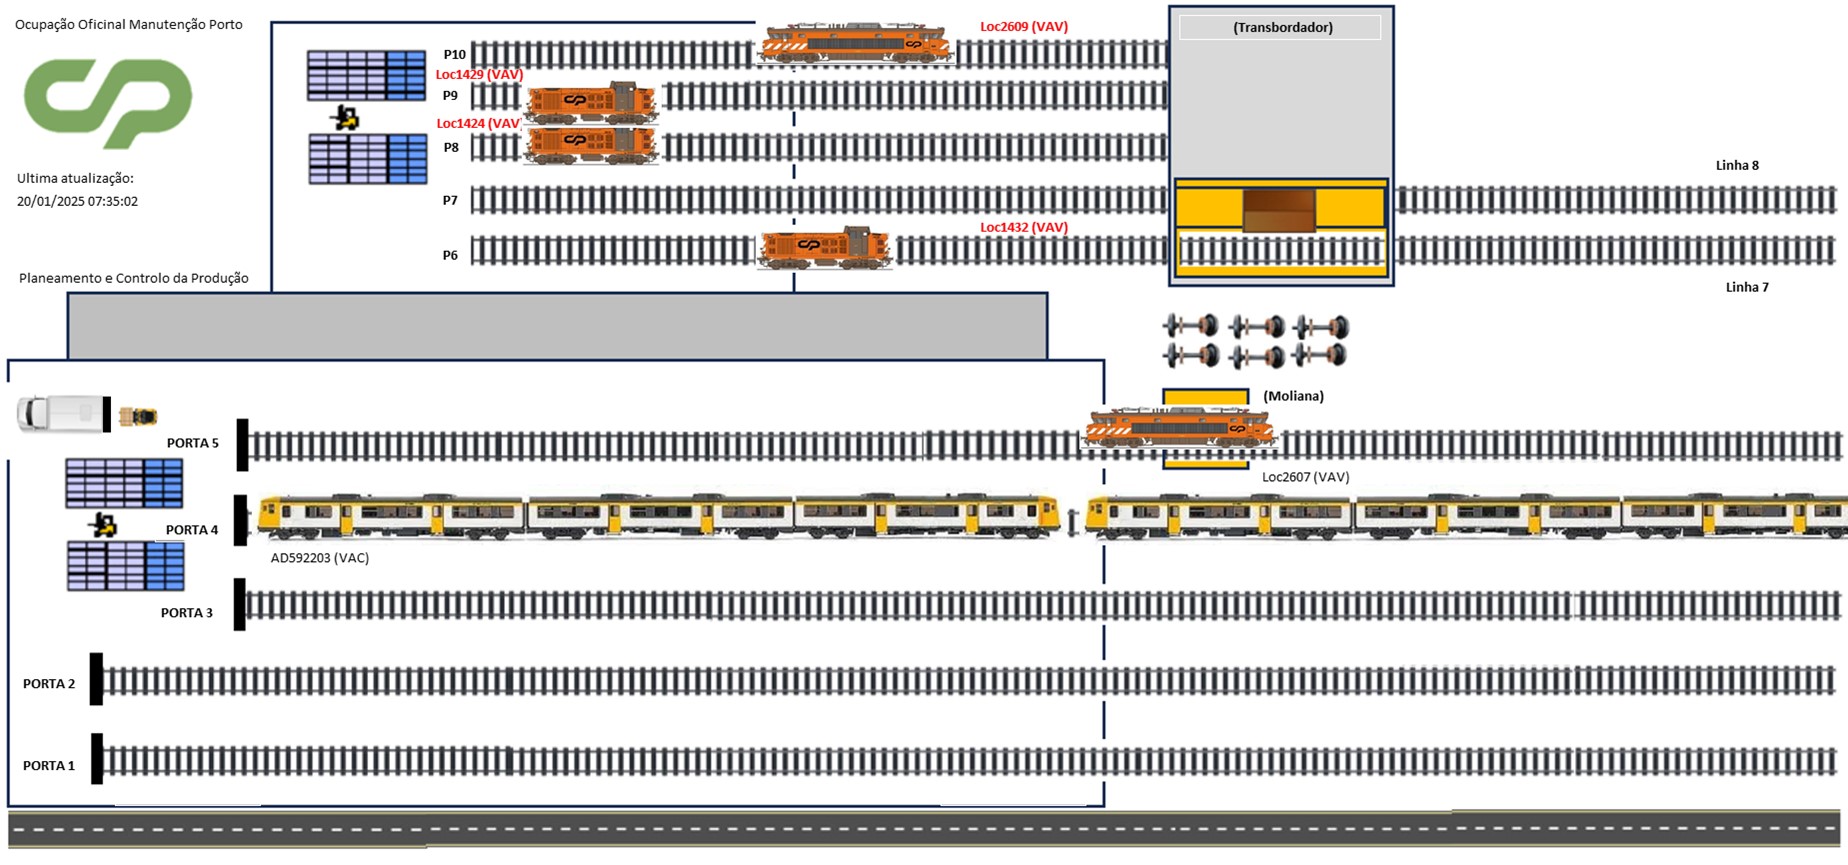 Ocupação Oficinal Manutenção Porto
Ultima atualização:
20/01/2025 07:35:02
Planeamento e Controlo da Produção
P10
Loc2609 (VAV)
(Transbordador)
Loc1429 (VAV)
P9
Loc1424 (VAV)
P8
P7
Linha 8
P6
Loc1432 (VAV)
Linha 7
(Moliana)
PORTA 5
Loc2607 (VAV)
PORTA 4
AD592203 (VAC)
PORTA 3
PORTA 2
PORTA 1